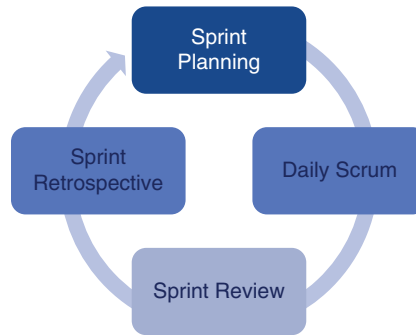 Sprint
Planning
Daily Scrum
Sprint Review
Sprint
Retrospective